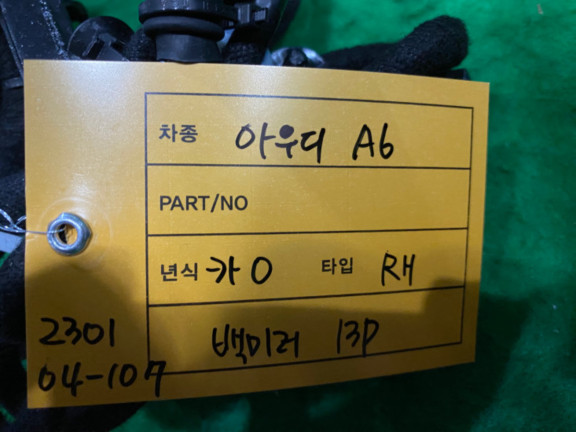 차종 아우디 A6
PART/NO
년식 카0 타입 RH
백미러 13P
2301
04-107